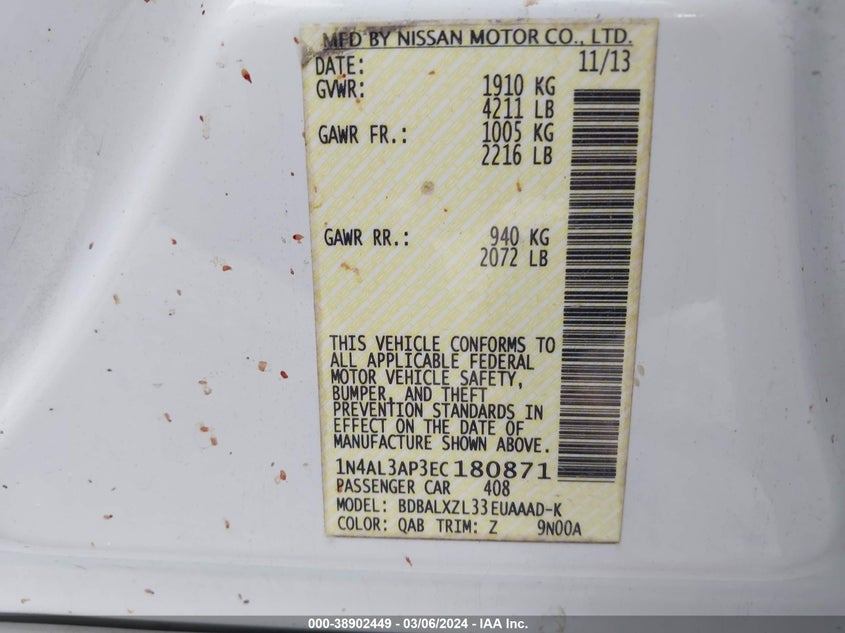 MFD BY NISSAN MOTOR CO., LTD.
DATE: 11/13
GVWR: 1910 KG
4211 LB
GAWR FR.: 1005 KG
2216 LB
GAWR RR.: 940 KG
2072 LB
THIS VEHICLE CONFORMS TO
ALL APPLICABLE FEDERAL
MOTOR VEHICLE SAFETY,
BUMPER, AND THEFT
PREVENTION STANDARDS IN
EFFECT ON THE DATE OF
MANUFACTURE SHOWN ABOVE.
1N4AL3AP3EC180871
PASSENGER CAR 408
MODEL: BDBALXZL33EUAAAD-K
COLOR: QAB TRIM: Z 9N00A
000-38902449 - 03/06/2024 - IAA Inc.